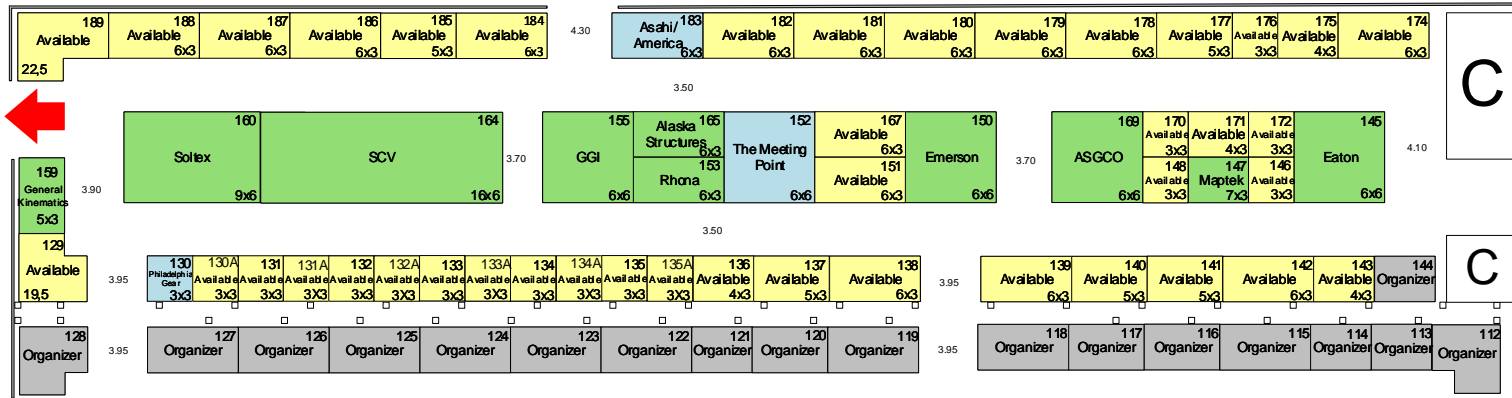 189
Available
22,5
188
Available
6x3
187
Available
6x3
186
Available
6x3
185
Available
5x3
184
Available
6x3
4.30
183
Asahi/
America
6x3
182
Available
6x3
181
Available
6x3
180
Available
6x3
179
Available
6x3
178
Available
6x3
177
Available
5x3
176
Available
3x3
175
Available
4x3
174
Available
6x3
C
3.50
160
Soltex
9x6
164
SCV
16x6
3.70
155
GGI
6x6
165
Alaska
Structures
6x3
153
Rhona
6x3
152
The Meeting
Point
6x6
167
Available
6x3
151
Available
6x3
150
Emerson
6x6
3.70
169
ASGCO
6x6
170
Available
3x3
171
Available
4x3
172
Available
3x3
148
Available
3x3
147
Maptek
7x3
146
Available
3x3
145
Eaton
6x6
4.10
159
General
Kinematics
5x3
3.90
3.50
129
Available
19,5
3.95
130
Philadelphia
Gear
3x3
130A
Available
3x3
131
Available
3x3
131A
Available
3X3
132
Available
3x3
132A
Available
3X3
133
Available
3x3
133A
Available
3X3
134
Available
3x3
134A
Available
3X3
135
Available
3x3
135A
Available
3X3
136
Available
4x3
137
Available
5x3
138
Available
6x3
3.95
139
Available
6x3
140
Available
5x3
141
Available
5x3
142
Available
6x3
143
Available
4x3
144
Organizer
C
128
Organizer
3.95
127
Organizer
126
Organizer
125
Organizer
124
Organizer
123
Organizer
122
Organizer
121
Organizer
120
Organizer
119
Organizer
3.95
118
Organizer
117
Organizer
116
Organizer
115
Organizer
114
Organizer
113
Organizer
112
Organizer